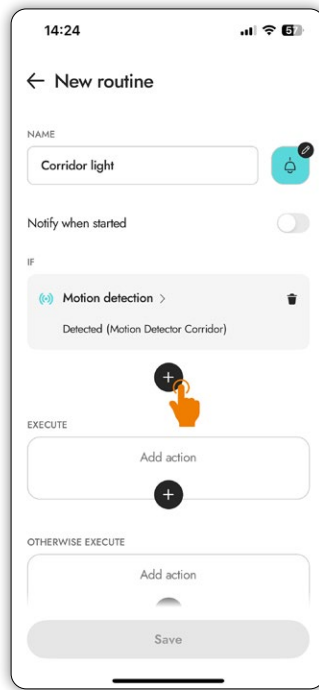 14:24
57
New routine
NAME
Corridor light
Notify when started
IF
Motion detection
Detected (Motion Detector Corridor)
EXECUTE
Add action
OTHERWISE EXECUTE
Add action
Save